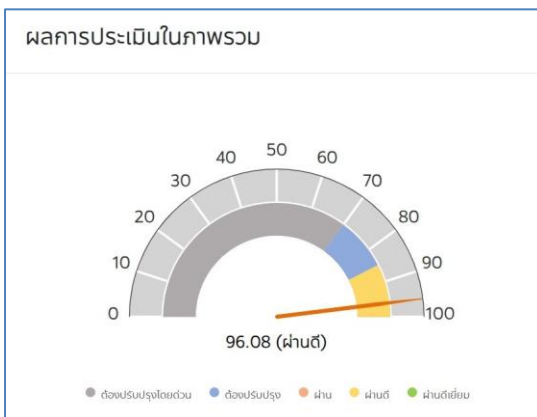 ผลการประเมินในภาพรวม
50
40 60
30 70
20 80
10 90
0 100
96.08 (ผ่านดี)
ต้องปรับปรุงโดยด่วน ต้องปรับปรุง ผ่าน ผ่านดี ผ่านดีเยี่ยม